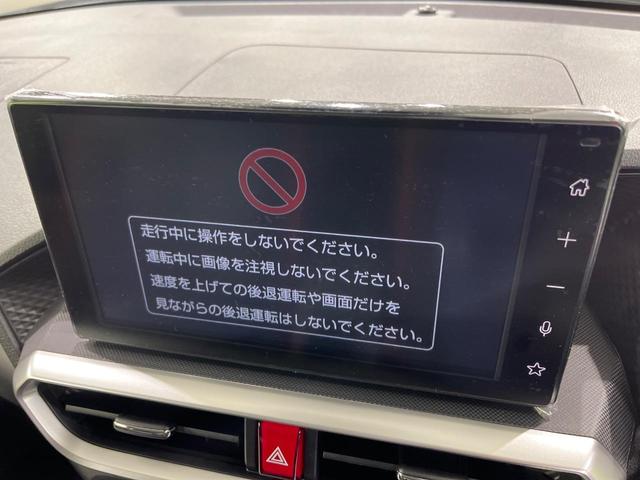 走行中に操作をしないでください。
運転中に画像を注視しないでください。
速度を上げての後退運転や画面だけを
見ながらの後退運転はしないでください。